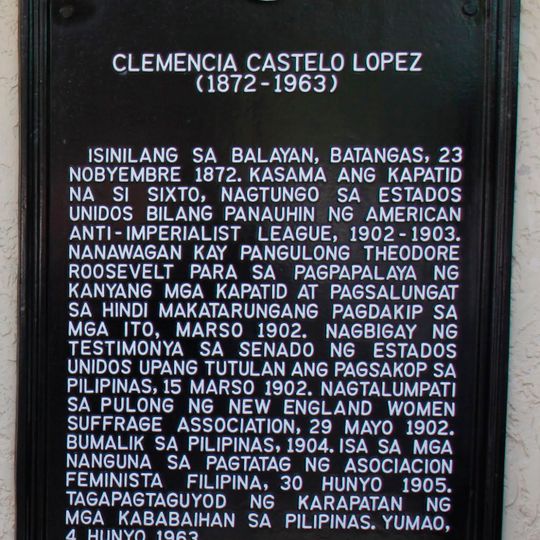 CLEMENCIA CASTELO LOPEZ
(1872-1963)
ISINILANG SA BALAYAN, BATANGAS, 23
NOBYEMBRE 1872. KASAMA ANG KAPATID
NA SI SIXTO, NAGTUNGO SA ESTADOS
UNIDOS BILANG PANAUHIN NG AMERICAN
ANTI-IMPERIALIST LEAGUE, 1902-1903.
NANAWAGAN KAY PANGULONG THEODORE
ROOSEVELT PARA SA PAGPAPALAYA NG
KANYANG MGA KAPATID AT PAGSALUNGAT
SA HINDI MAKATARUNGANG PAGDAKIP SA
MGA ITO, MARSO 1902. NAGBIGAY NG
TESTIMONYA SA SENADO NG ESTADOS
UNIDOS UPANG TUTULAN ANG PAGSAKOP SA
PILIPINAS, 15 MARSO 1902. NAGTALUMPATI
SA PULONG NG NEW ENGLAND WOMEN
SUFFRAGE ASSOCIATION, 29 MAYO 1902.
BUMALIK SA PILIPINAS, 1904. ISA SA MGA
NANGUNA SA PAGTATAG NG ASOCIACION
FEMINISTA FILIPINA, 30 HUNYO 1905.
TAGAPAGTAGUYOD NG KARAPATAN NG
MGA KABABAIHAN SA PILIPINAS. YUMAO,
4 HUNYO 1963